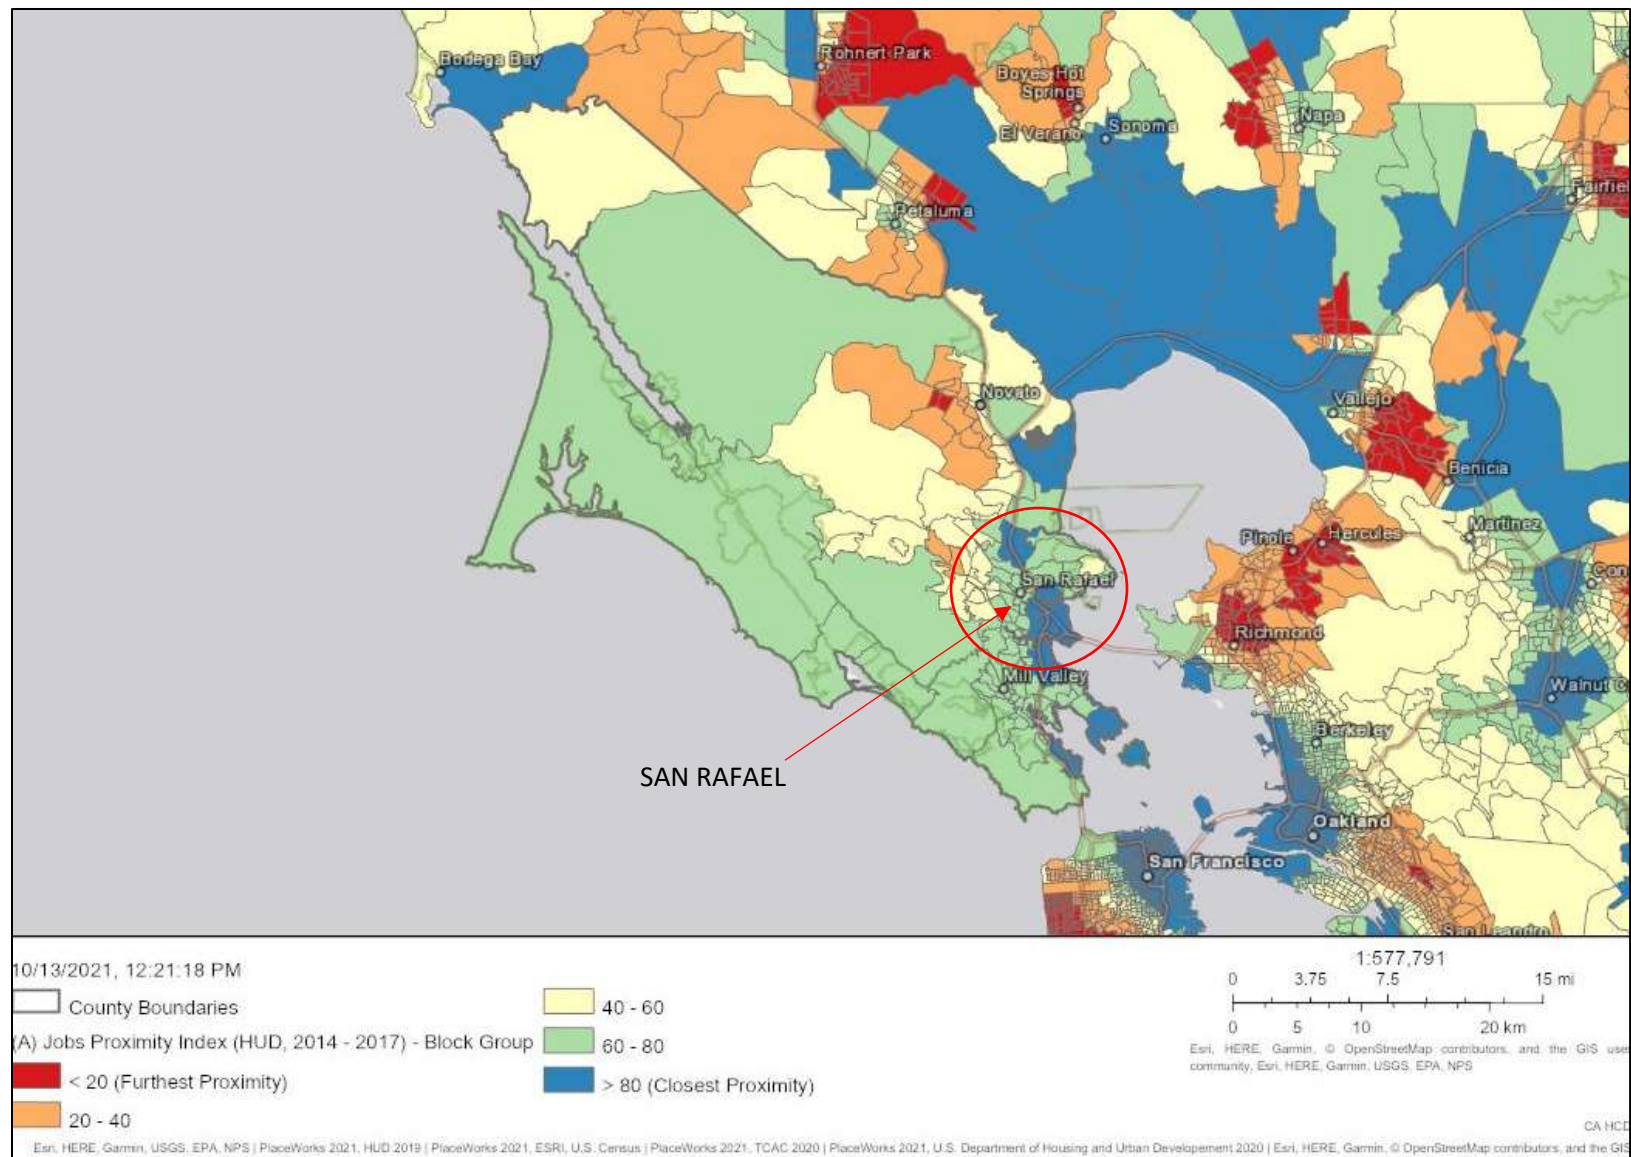 Bodega Bay
Rohnert Park
Boyes Hot
Springs
El Verano
Sonoma
Napa
Fairfiel
Petaluma
Novato
Vallejo
Benicia
Martinez
Pinole
Hercules
Con
San Rafael
Richmond
Mill Valley
Walnut C
Berkeley
SAN RAFAEL
Oakland
San Francisco
San Leandro
10/13/2021, 12:21:18 PM
County Boundaries
(A) Jobs Proximity Index (HUD, 2014 - 2017) - Block Group
< 20 (Furthest Proximity)
20 - 40
40 - 60
60 - 80
> 80 (Closest Proximity)
1:577,791
0 3.75 7.5 15 mi
0 5 10 20 km
Esri, HERE, Garmin, © OpenStreetMap contributors, and the GIS user
community, Esri, HERE, Garmin, USGS, EPA, NPS
CA HCD
Esri, HERE, Garmin, USGS, EPA, NPS | PlaceWorks 2021, HUD 2019 | PlaceWorks 2021, ESRI, U.S. Census | PlaceWorks 2021, TCAC 2020 | PlaceWorks 2021, U.S. Department of Housing and Urban Developement 2020 | Esri, HERE, Garmin, © OpenStreetMap contributors, and the GIS